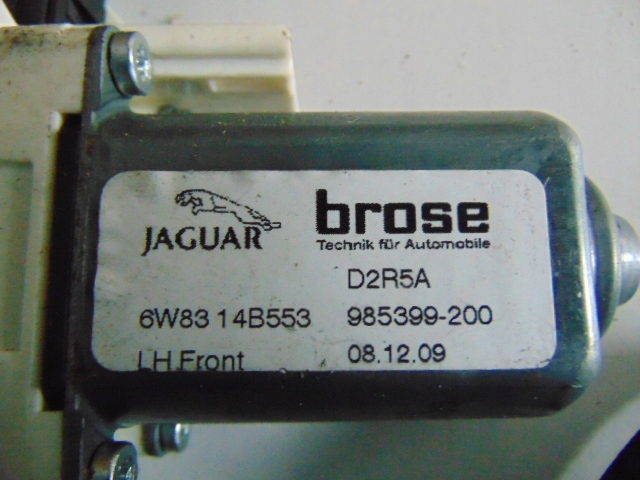 JAGUAR
brose
Technik für Automobile
D2R5A
6W83 14B553 985399-200
LH Front 08.12.09